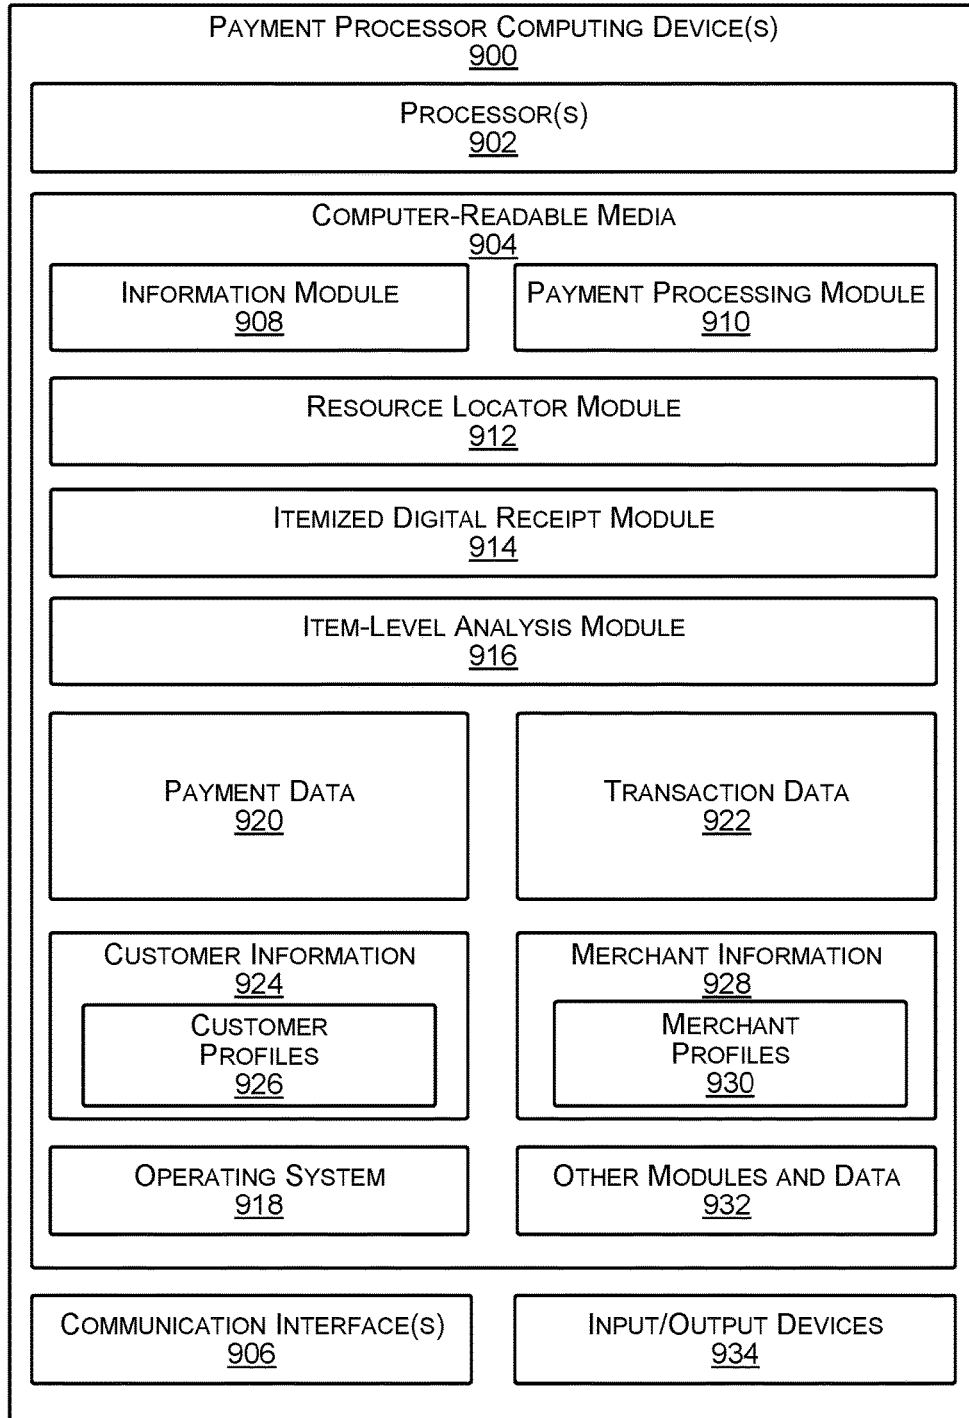 PAYMENT PROCESSOR COMPUTING DEVICE(S)
900
PROCESSOR(S)
902
COMPUTER-READABLE MEDIA
904
INFORMATION MODULE
908
PAYMENT PROCESSING MODULE
910
RESOURCE LOCATOR MODULE
912
ITEMIZED DIGITAL RECEIPT MODULE
914
ITEM-LEVEL ANALYSIS MODULE
916
PAYMENT DATA
920
TRANSACTION DATA
922
CUSTOMER INFORMATION
924
CUSTOMER
PROFILES
926
MERCHANT INFORMATION
928
MERCHANT
PROFILES
930
OPERATING SYSTEM
918
OTHER MODULES AND DATA
932
COMMUNICATION INTERFACE(S)
906
INPUT/OUTPUT DEVICES
934